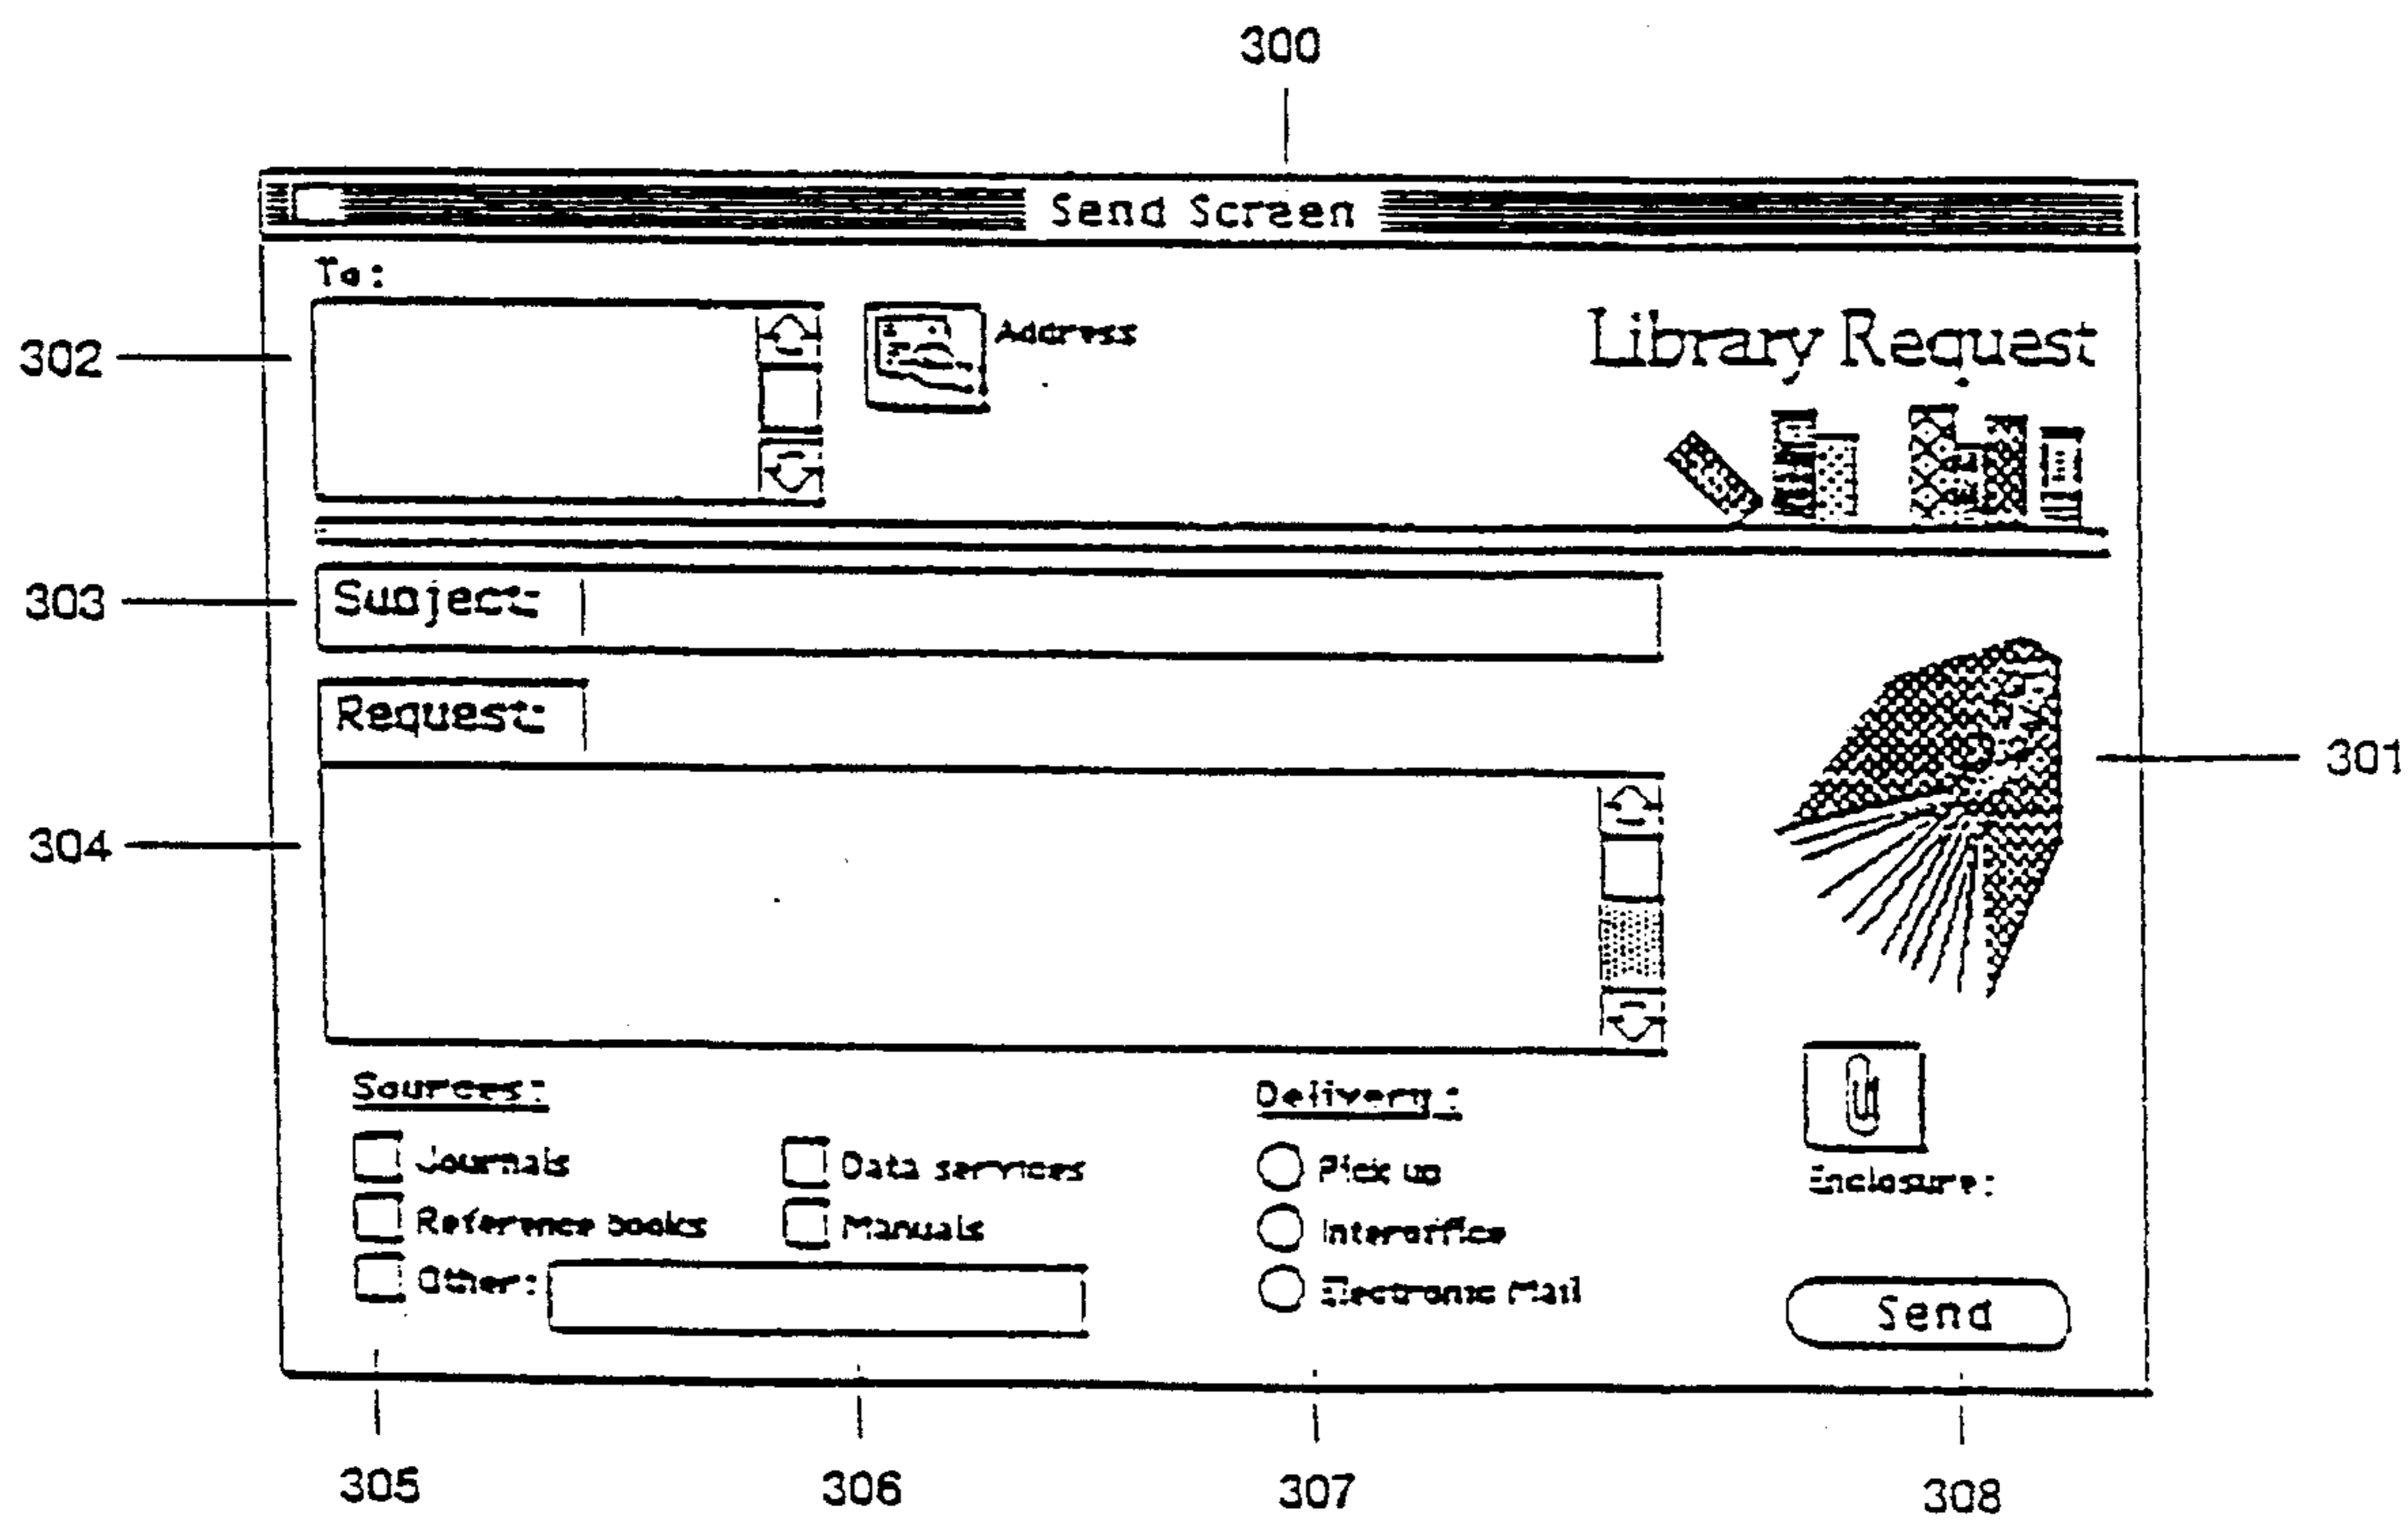 300
Send Screen
To:
302
Address
Library Request
303
Subject:
Request:
301
304
Sources:
Delivery:
Journals
Data services
Pick up
Enclosure:
Reference books
Manuals
Interoffice
Other:
Electronic Mail
Send
305
306
307
308